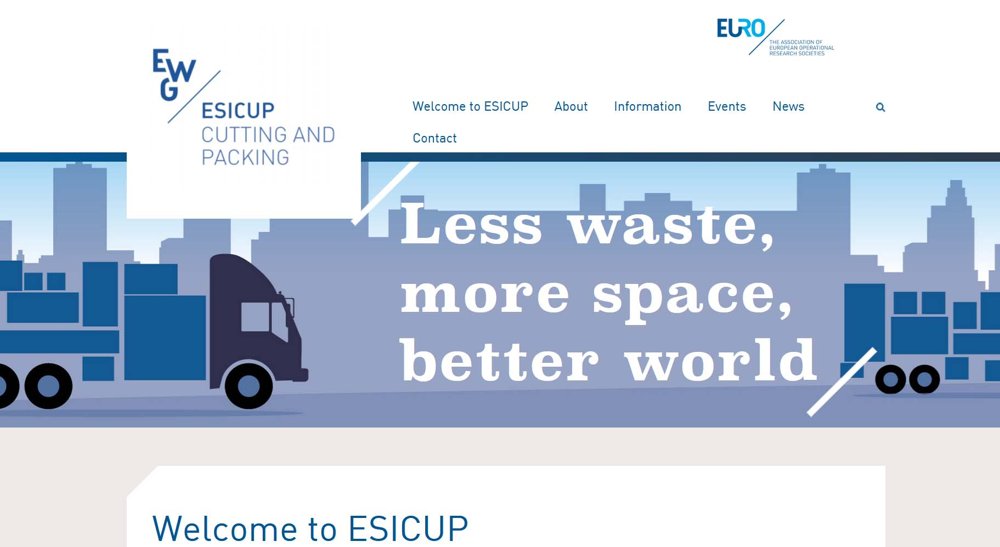 EWG
ESICUP
CUTTING AND
PACKING
EURO
THE ASSOCIATION OF
EUROPEAN OPERATIONAL
RESEARCH SOCIETIES
Welcome to ESICUP About Information Events News
Contact
Less waste,
more space,
better world
Welcome to ESICUP